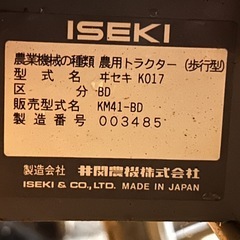 ISEKI
農業機械の種類 農用トラクター(歩行型)
型式名 ヰセキ KO17
区分 BD
販売型式名 KM41-BD
製造番号 003485
製造会社 井関農機株式会社
ISEKI & CO., LTD. MADE IN JAPAN